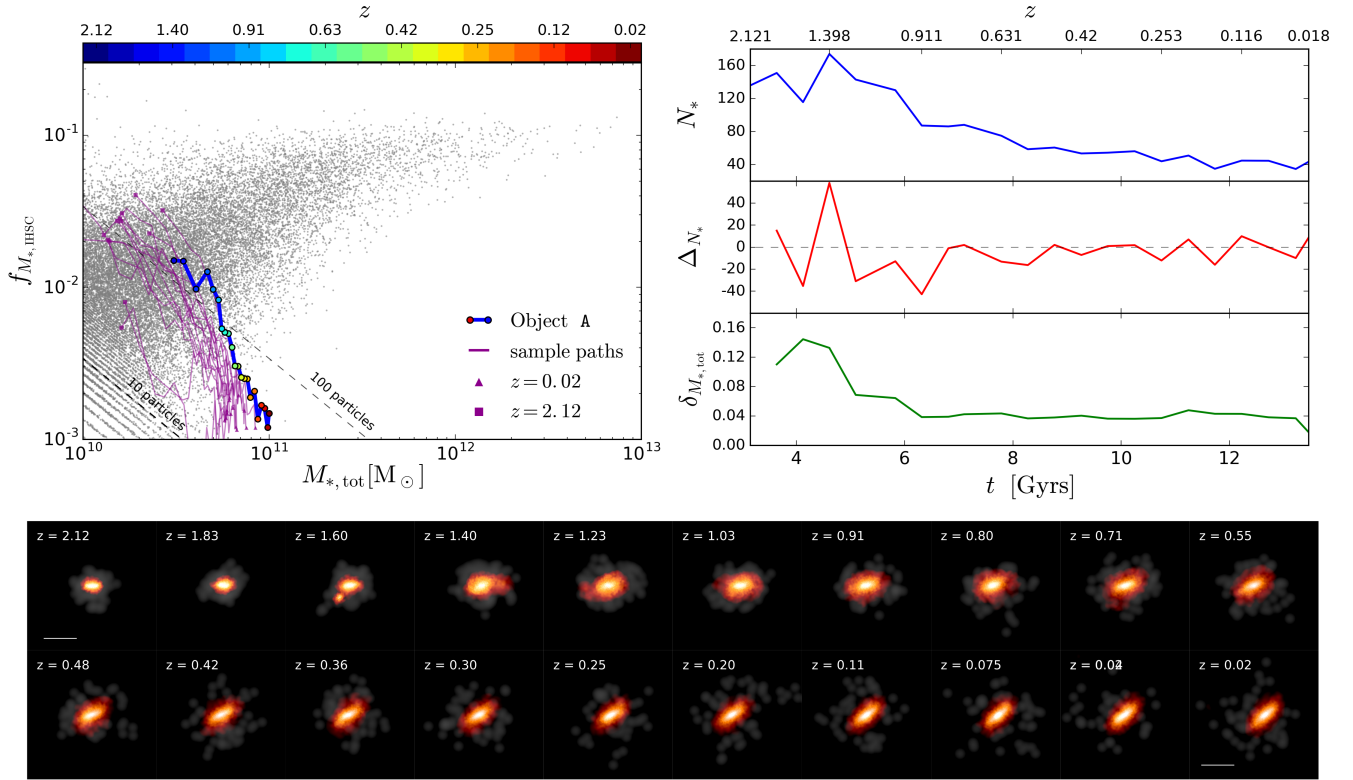 z
2.12 1.40 0.91 0.63 0.42 0.25 0.12 0.02
10⁻¹
10⁻²
10⁻³
f_{M_{*,IHSC}}
10 particles
100 particles
Object A
sample paths
z = 0.02
z = 2.12
10¹⁰ 10¹¹ 10¹² 10¹³
M_{*,tot} [M_⊙]
z
2.121 1.398 0.911 0.631 0.42 0.253 0.116 0.018
160
120
80
40
N_*
40
20
0
-20
-40
Δ_{N_*}
0.16
0.12
0.08
0.04
0.00
δ_{M_{*,tot}}
4 6 8 10 12
t [Gyrs]
z = 2.12 z = 1.83 z = 1.60 z = 1.40 z = 1.23 z = 1.03 z = 0.91 z = 0.80 z = 0.71 z = 0.55
z = 0.48 z = 0.42 z = 0.36 z = 0.30 z = 0.25 z = 0.20 z = 0.11 z = 0.075 z = 0.0 z = 0.02